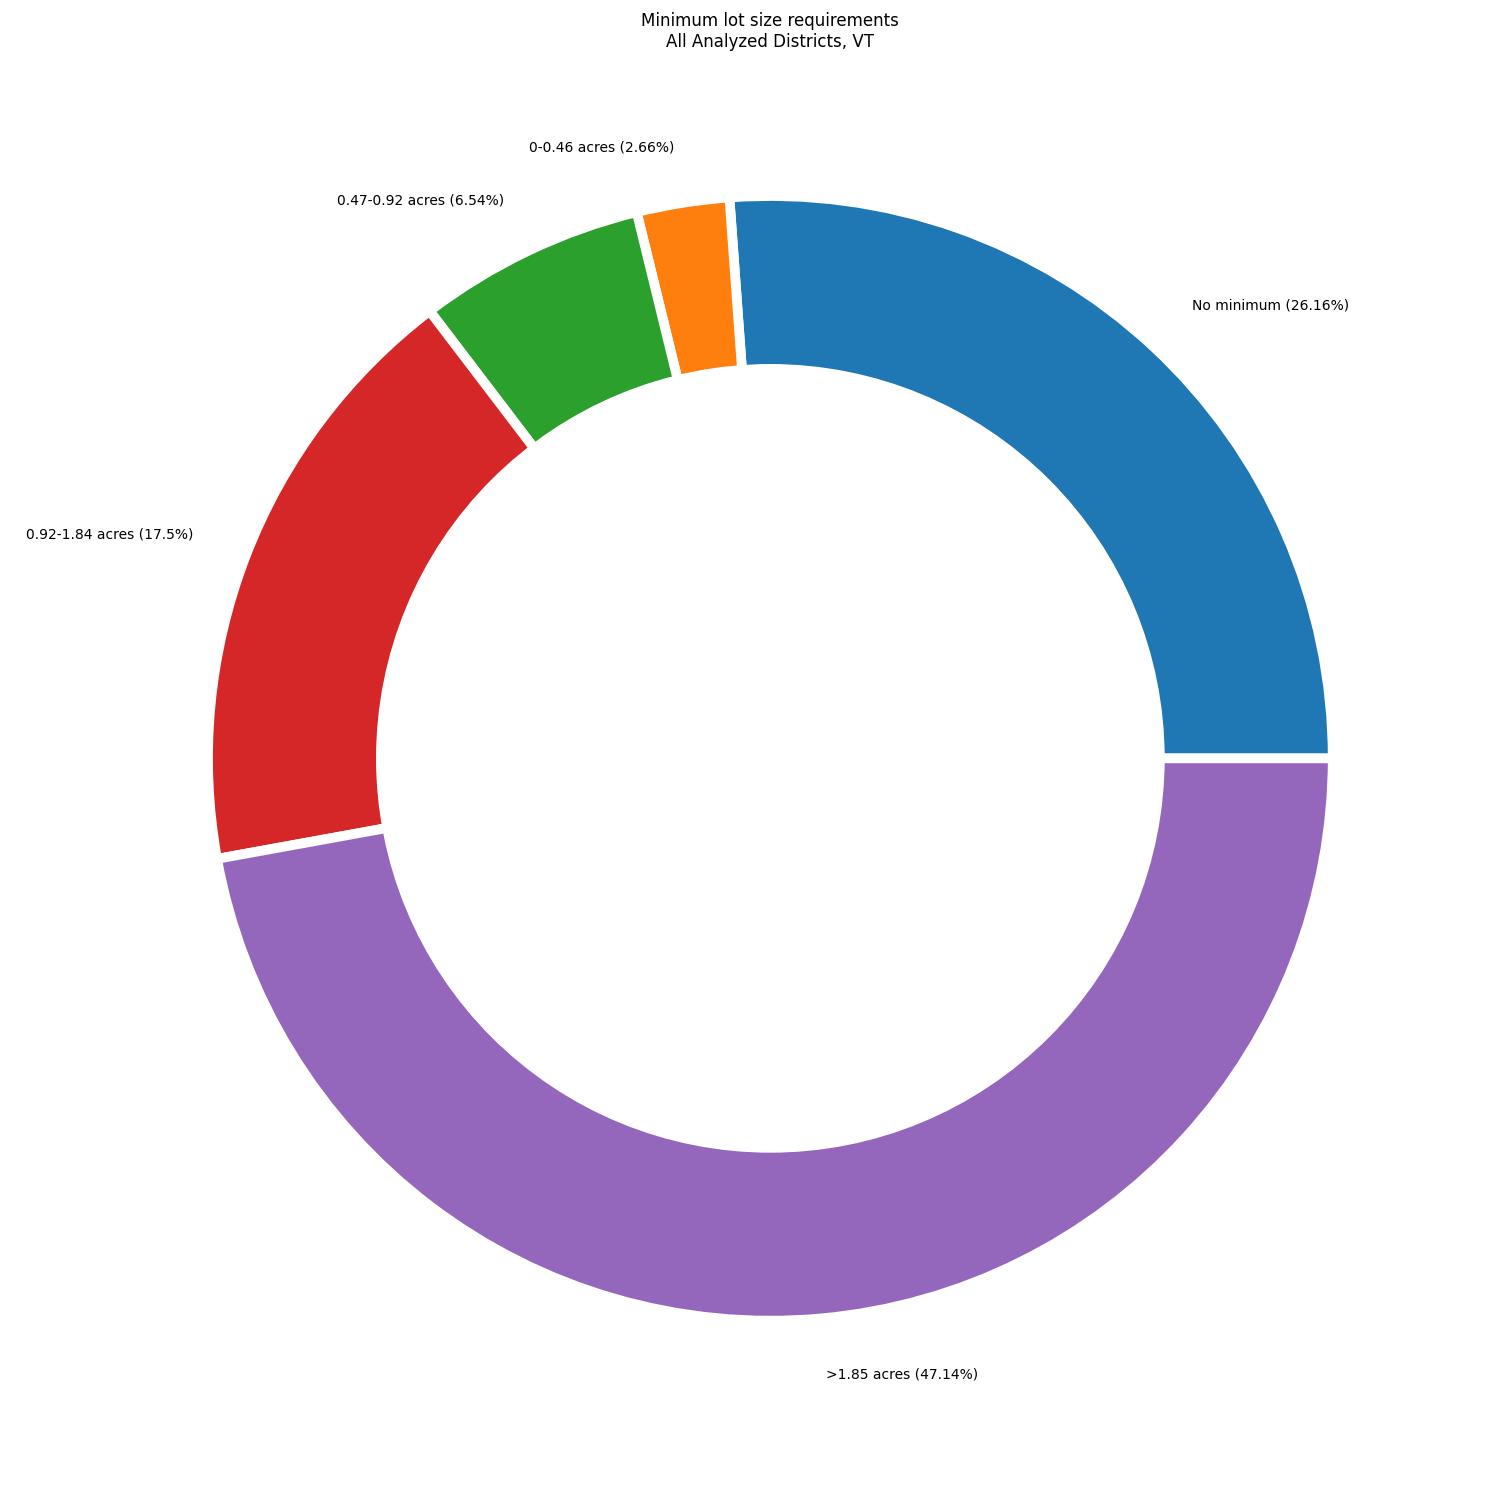 Minimum lot size requirements
All Analyzed Districts, VT
0-0.46 acres (2.66%)
0.47-0.92 acres (6.54%)
No minimum (26.16%)
0.92-1.84 acres (17.5%)
>1.85 acres (47.14%)